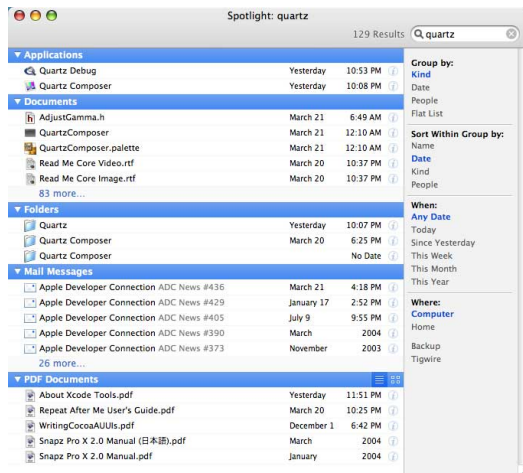 Spotlight: quartz
129 Results quartz
Applications
Quartz Debug Yesterday 10:53 PM
Quartz Composer Yesterday 10:08 PM
Documents
AdjustGamma.h March 21 6:49 AM
QuartzComposer March 21 12:10 AM
QuartzComposer.palette March 21 12:10 AM
Read Me Core Video.rtf March 20 10:37 PM
Read Me Core Image.rtf March 20 10:37 PM
83 more...
Folders
Quartz Yesterday 10:07 PM
Quartz Composer March 20 6:25 PM
Quartz Composer No Date
Mail Messages
Apple Developer Connection ADC News #436 March 21 4:18 PM
Apple Developer Connection ADC News #429 January 17 2:52 PM
Apple Developer Connection ADC News #405 July 9 9:55 PM
Apple Developer Connection ADC News #390 March 2004
Apple Developer Connection ADC News #373 November 2003
26 more...
PDF Documents
About Xcode Tools.pdf Yesterday 11:51 PM
Repeat After Me User's Guide.pdf March 20 10:25 PM
WritingCocoaAUUIs.pdf December 1 6:42 PM
Snapz Pro X 2.0 Manual (日本語).pdf March 2004
Snapz Pro X 2.0 Manual.pdf January 2004
Group by:
Kind
Date
People
Flat List
Sort Within Group by:
Name
Date
Kind
People
When:
Any Date
Today
Since Yesterday
This Week
This Month
This Year
Where:
Computer
Home
Backup
Tigwire